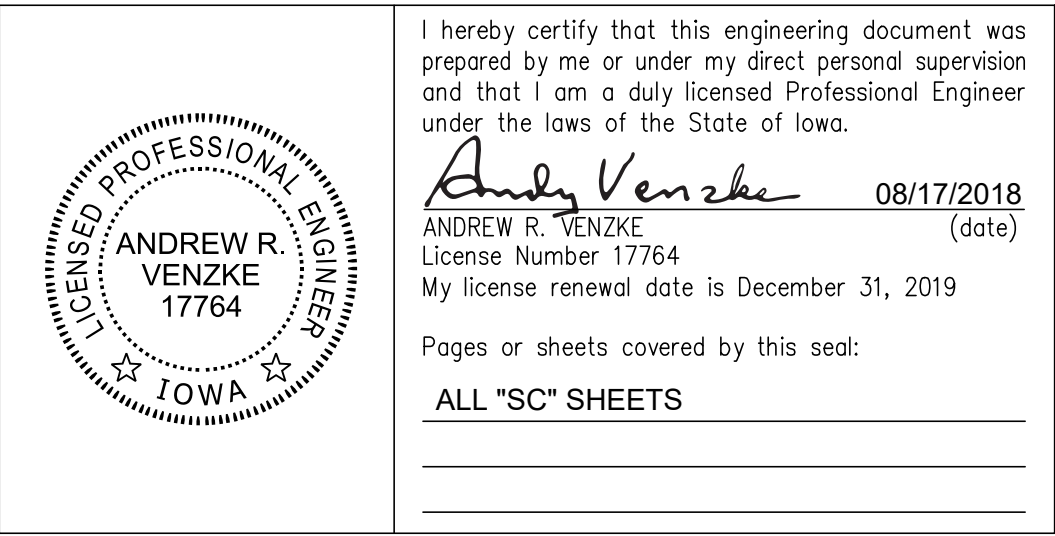 LICENSED PROFESSIONAL ENGINEER
ANDREW R.
VENZKE
17764
IOWA
I hereby certify that this engineering document was
prepared by me or under my direct personal supervision
and that I am a duly licensed Professional Engineer
under the laws of the State of Iowa.
Andy Venzke 08/17/2018
ANDREW R. VENZKE (date)
License Number 17764
My license renewal date is December 31, 2019
Pages or sheets covered by this seal:
ALL "SC" SHEETS